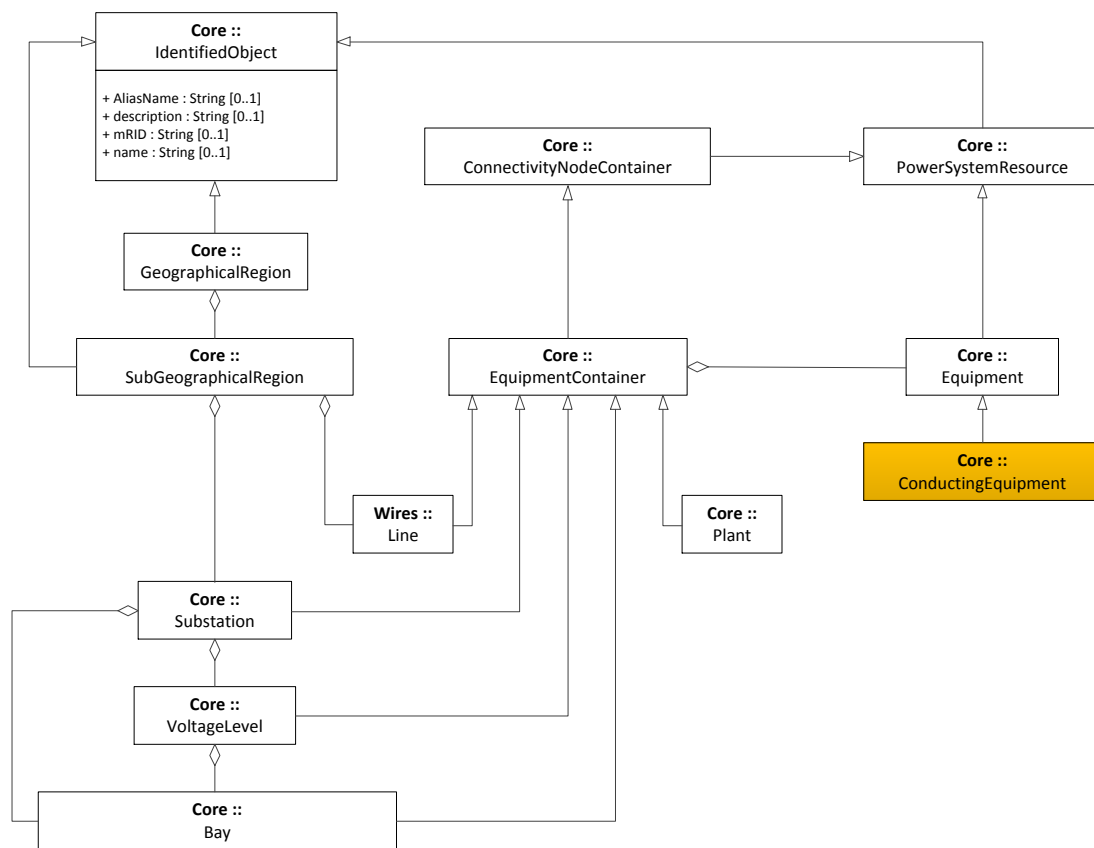 Core ::
IdentifiedObject
+ AliasName : String [0..1]
+ description : String [0..1]
+ mRID : String [0..1]
+ name : String [0..1]
Core ::
ConnectivityNodeContainer
Core ::
PowerSystemResource
Core ::
GeographicalRegion
Core ::
SubGeographicalRegion
Core ::
EquipmentContainer
Core ::
Equipment
Core ::
ConductingEquipment
Wires ::
Line
Core ::
Plant
Core ::
Substation
Core ::
VoltageLevel
Core ::
Bay